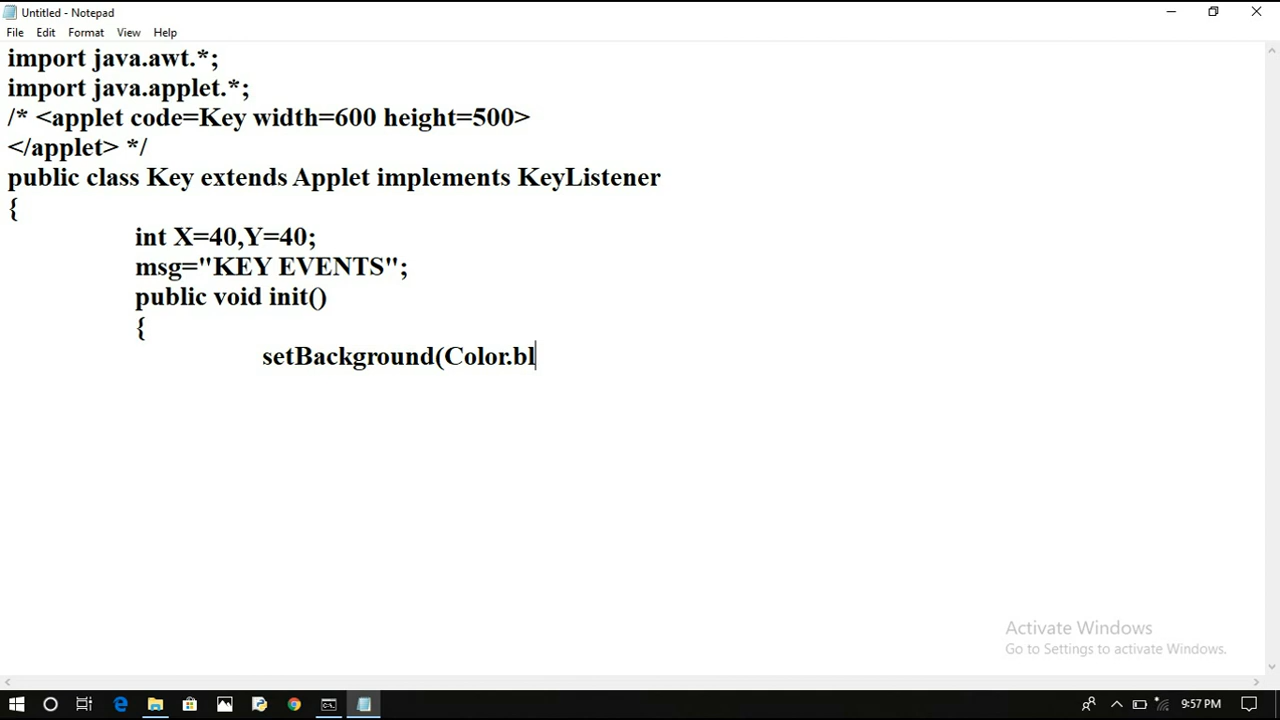 Untitled - Notepad
File Edit Format View Help
import java.awt.*;
import java.applet.*;
/* <applet code=Key width=600 height=500>
</applet> */
public class Key extends Applet implements KeyListener
{
int X=40,Y=40;
msg="KEY EVENTS";
public void init()
{
setBackground(Color.bl
Activate Windows
Go to Settings to activate Windows.
9:57 PM